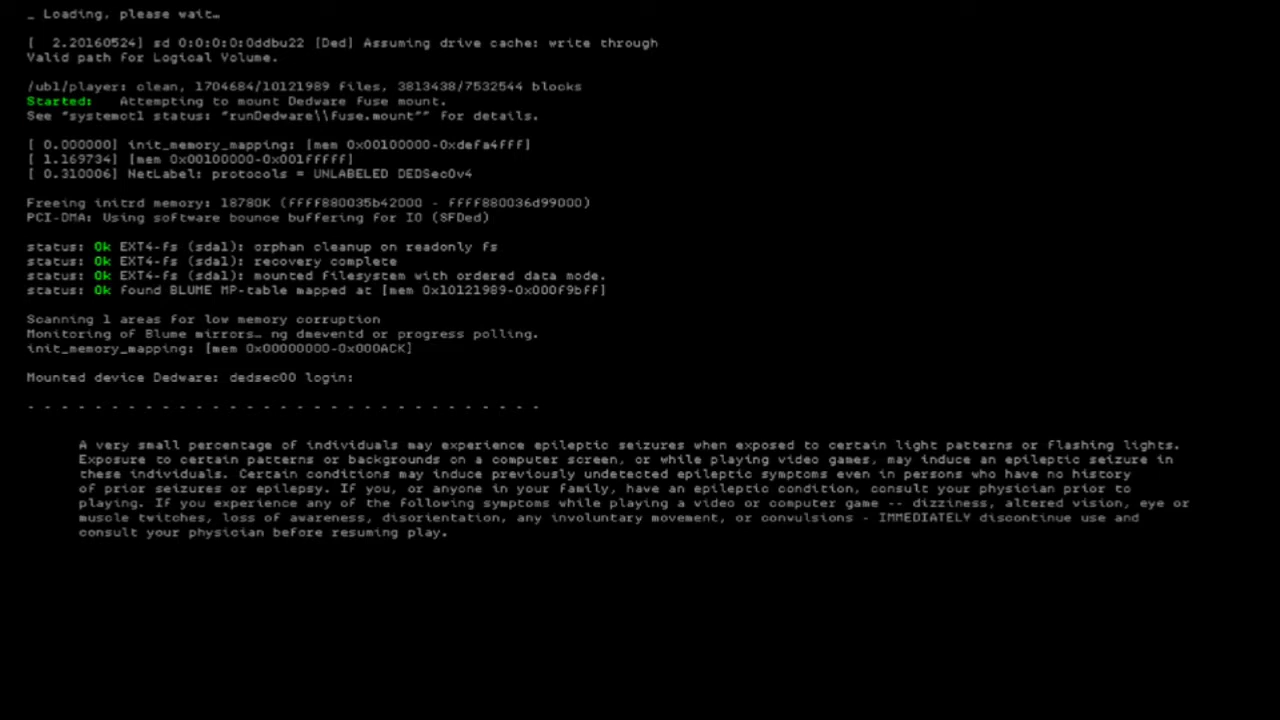 _ Loading, please wait…
[ 2.20160524] sd 0:0:0:0:0ddbu22 [Ded] Assuming drive cache: write through
Valid path for Logical Volume.
/ubl/player: clean, 1704684/10121989 files, 3813438/7532544 blocks
Started: Attempting to mount Dedware fuse mount.
See "systemctl status: "runDedware\\fuse.mount"" for details.
[ 0.000000] init_memory_mapping: [mem 0x00100000-0xdefa4fff]
[ 1.169734] [mem 0x00100000-0x001fffff]
[ 0.310006] NetLabel: protocols = UNLABELED DEDSecOv4
Freeing initrd memory: 18780K (ffff880035b42000 - ffff880036d99000)
PCI-DMA: Using software bounce buffering for IO (SFDed)
status: Ok EXT4-fs (sda1): orphan cleanup on readonly fs
status: Ok EXT4-fs (sda1): recovery complete
status: Ok EXT4-fs (sda1): mounted filesystem with ordered data mode.
status: Ok found BLUME MP-table mapped at [mem 0x10121989-0x000f9bff]
Scanning 1 areas for low memory corruption
Monitoring of Blume mirrors… ng dmeventd or progress polling.
init_memory_mapping: [mem 0x00000000-0x000ACK]
Mounted device Dedware: dedsec00 login:
- - - - - - - - - - - - - - - - - - - - - - - - - - - - - - -
A very small percentage of individuals may experience epileptic seizures when exposed to certain light patterns or flashing lights.
Exposure to certain patterns or backgrounds on a computer screen, or while playing video games, may induce an epileptic seizure in
these individuals. Certain conditions may induce previously undetected epileptic symptoms even in persons who have no history
of prior seizures or epilepsy. If you, or anyone in your family, have an epileptic condition, consult your physician prior to
playing. If you experience any of the following symptoms while playing a video or computer game -- dizziness, altered vision, eye or
muscle twitches, loss of awareness, disorientation, any involuntary movement, or convulsions - IMMEDIATELY discontinue use and
consult your physician before resuming play.